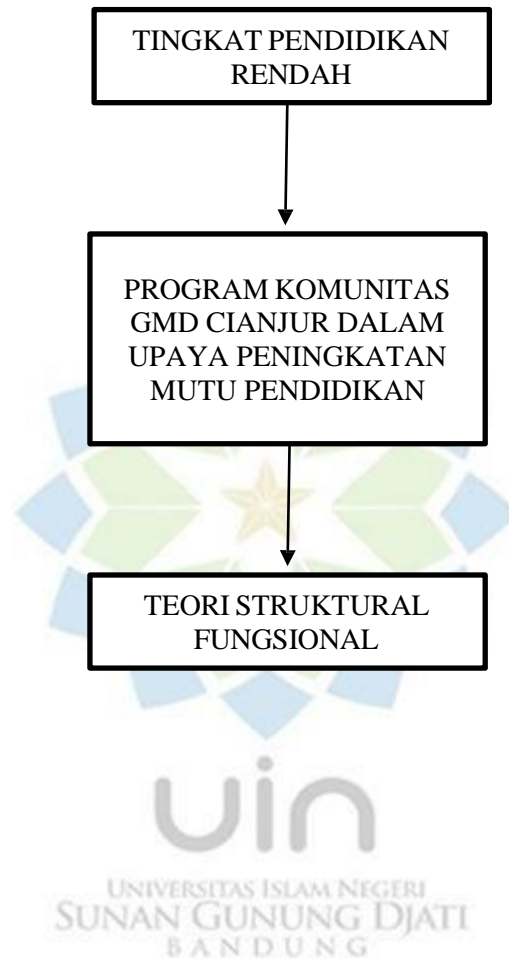 TINGKAT PENDIDIKAN
RENDAH
PROGRAM KOMUNITAS
GMD CIANJUR DALAM
UPAYA PENINGKATAN
MUTU PENDIDIKAN
TEORI STRUKTURAL
FUNGSIONAL
uin
UNIVERSITAS ISLAM NEGERI
SUNAN GUNUNG DJATI
BANDUNG